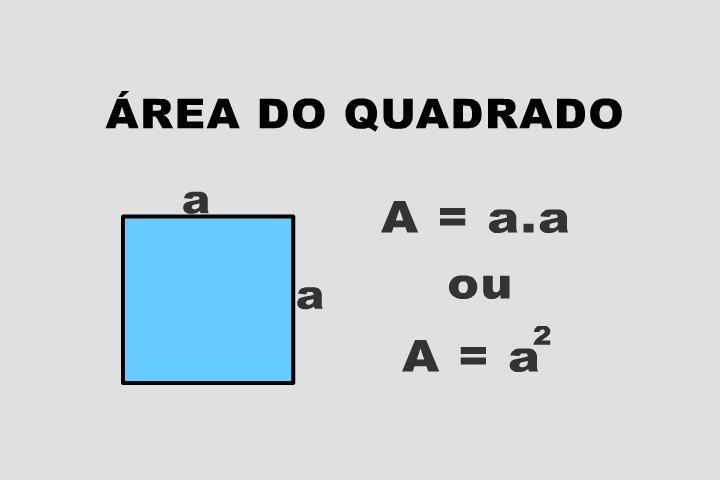 ÁREA DO QUADRADO
a
a
A = a.a
ou
A = a²